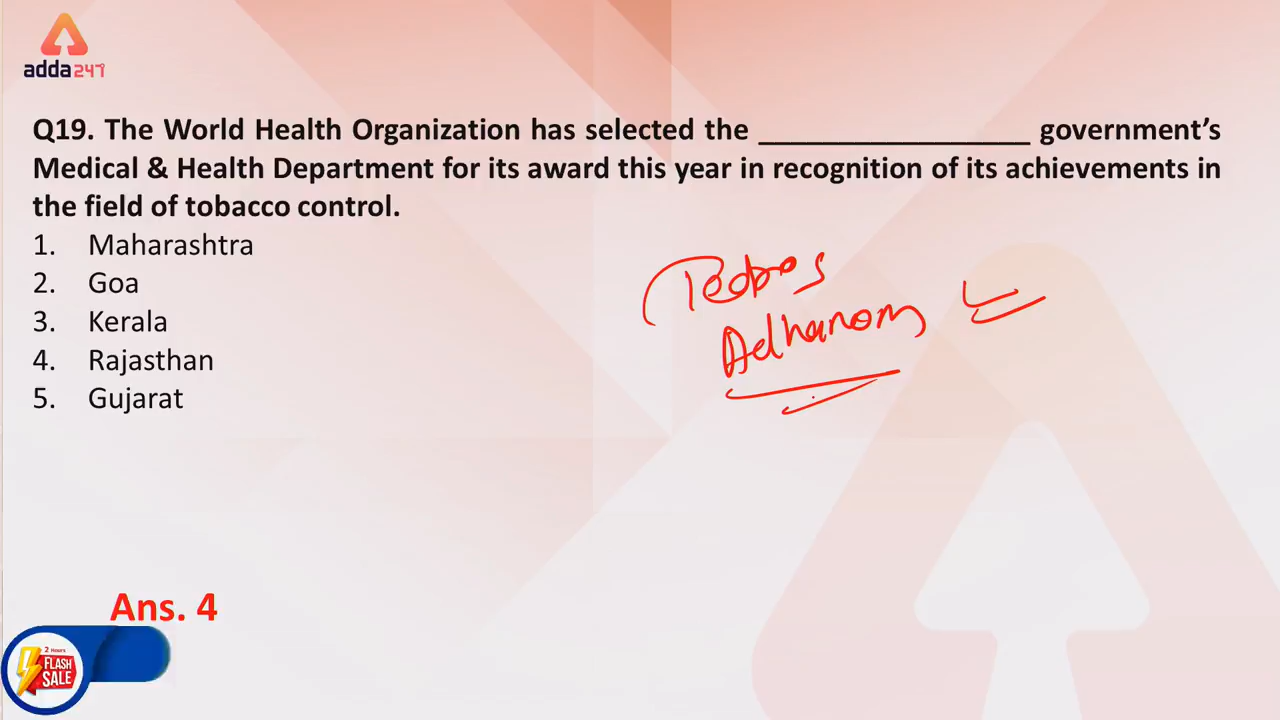 adda247
Q19. The World Health Organization has selected the _________________ government's
Medical & Health Department for its award this year in recognition of its achievements in
the field of tobacco control.
1. Maharashtra
2. Goa
3. Kerala
4. Rajasthan
5. Gujarat
Tedros
Adhanom
Ans. 4
2 Hours
FLASH
SALE